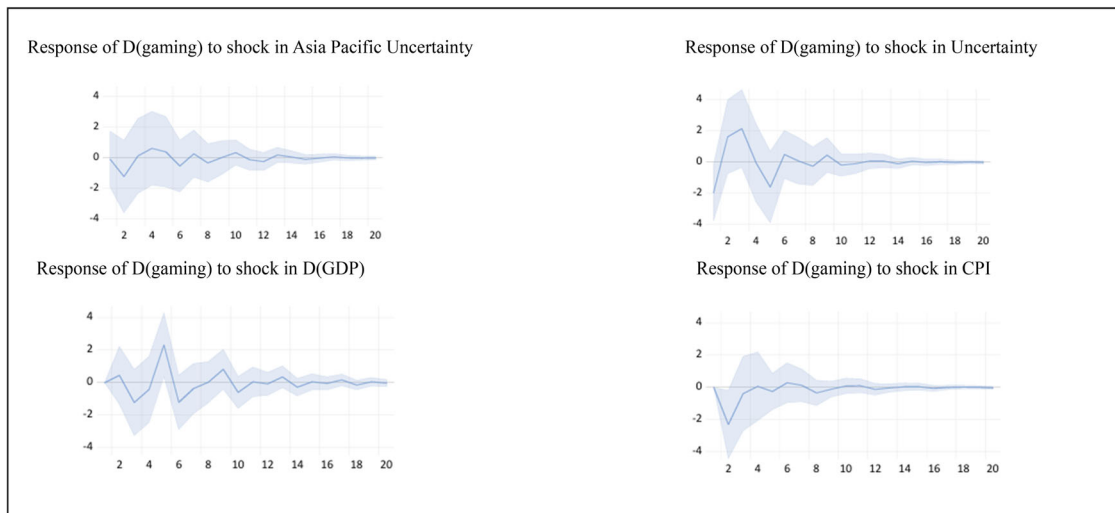 Response of D(gaming) to shock in Asia Pacific Uncertainty
4
2
0
-2
-4
2 4 6 8 10 12 14 16 18 20
Response of D(gaming) to shock in Uncertainty
4
2
0
-2
-4
2 4 6 8 10 12 14 16 18 20
Response of D(gaming) to shock in D(GDP)
4
2
0
-2
-4
2 4 6 8 10 12 14 16 18 20
Response of D(gaming) to shock in CPI
4
2
0
-2
-4
2 4 6 8 10 12 14 16 18 20